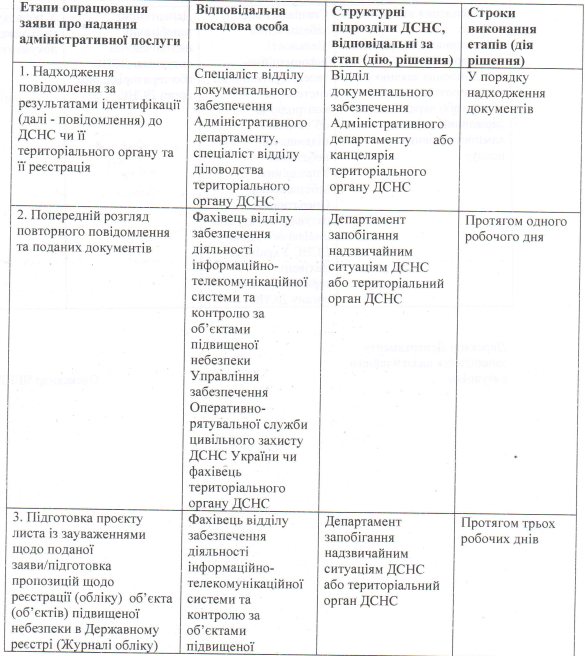 Етапи опрацювання
заяви про надання
адміністративної послуги
Відповідальна
посадова особа
Структурні
підрозділи ДСНС,
відповідальні за
етап (дію, рішення)
Строки
виконання
етапів (дія
рішення)
1. Надходження
повідомлення за
результатами ідентифікації
(далі - повідомлення) до
ДСНС чи її
територіального органу та
її реєстрація
Спеціаліст відділу
документального
забезпечення
Адміністративного
департаменту,
спеціаліст відділу
діловодства
територіального
органу ДСНС
Відділ
документального
забезпечення
Адміністративного
департаменту або
канцелярія
територіального
органу ДСНС
У порядку
надходження
документів
2. Попередній розгляд
повторного повідомлення
та поданих документів
Фахівець відділу
забезпечення
діяльності
інформаційно-
телекомунікаційної
системи та
контролю за
об’єктами
підвищеної
небезпеки
Управління
забезпечення
Оперативно-
рятувальної служби
цивільного захисту
ДСНС України чи
фахівець
територіального
органу ДСНС
Департамент
запобігання
надзвичайним
ситуаціям ДСНС
або територіальний
орган ДСНС
Протягом одного
робочого дня
3. Підготовка проєкту
листа із зауваженнями
щодо поданої
заяви/підготовка
пропозицій щодо
реєстрації (обліку) об’єкта
(об’єктів) підвищеної
небезпеки в Державному
реєстрі (Журналі обліку)
Фахівець відділу
забезпечення
діяльності
інформаційно-
телекомунікаційної
системи та
контролю за
об’єктами
підвищеної
Департамент
запобігання
надзвичайним
ситуаціям ДСНС
або територіальний
орган ДСНС
Протягом трьох
робочих днів